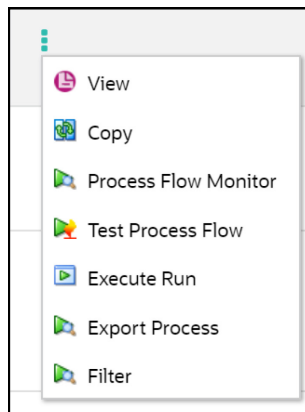 View
Copy
Process Flow Monitor
Test Process Flow
Execute Run
Export Process
Filter